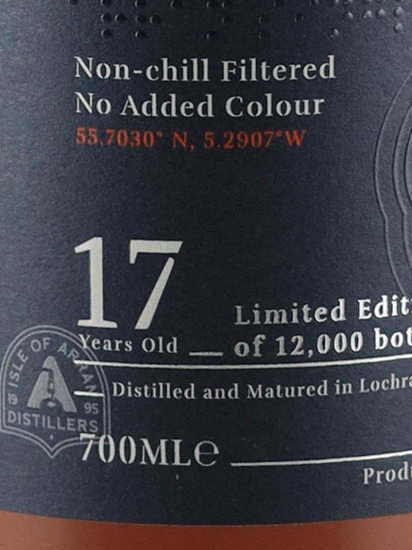 Non-chill Filtered
No Added Colour
55.7030° N, 5.2907°W
17
Years Old
Limited Edit
of 12,000 bot
Distilled and Matured in Lochra
ISLE OF ARRAN
19 95
DISTILLERS
700MLe
Produ